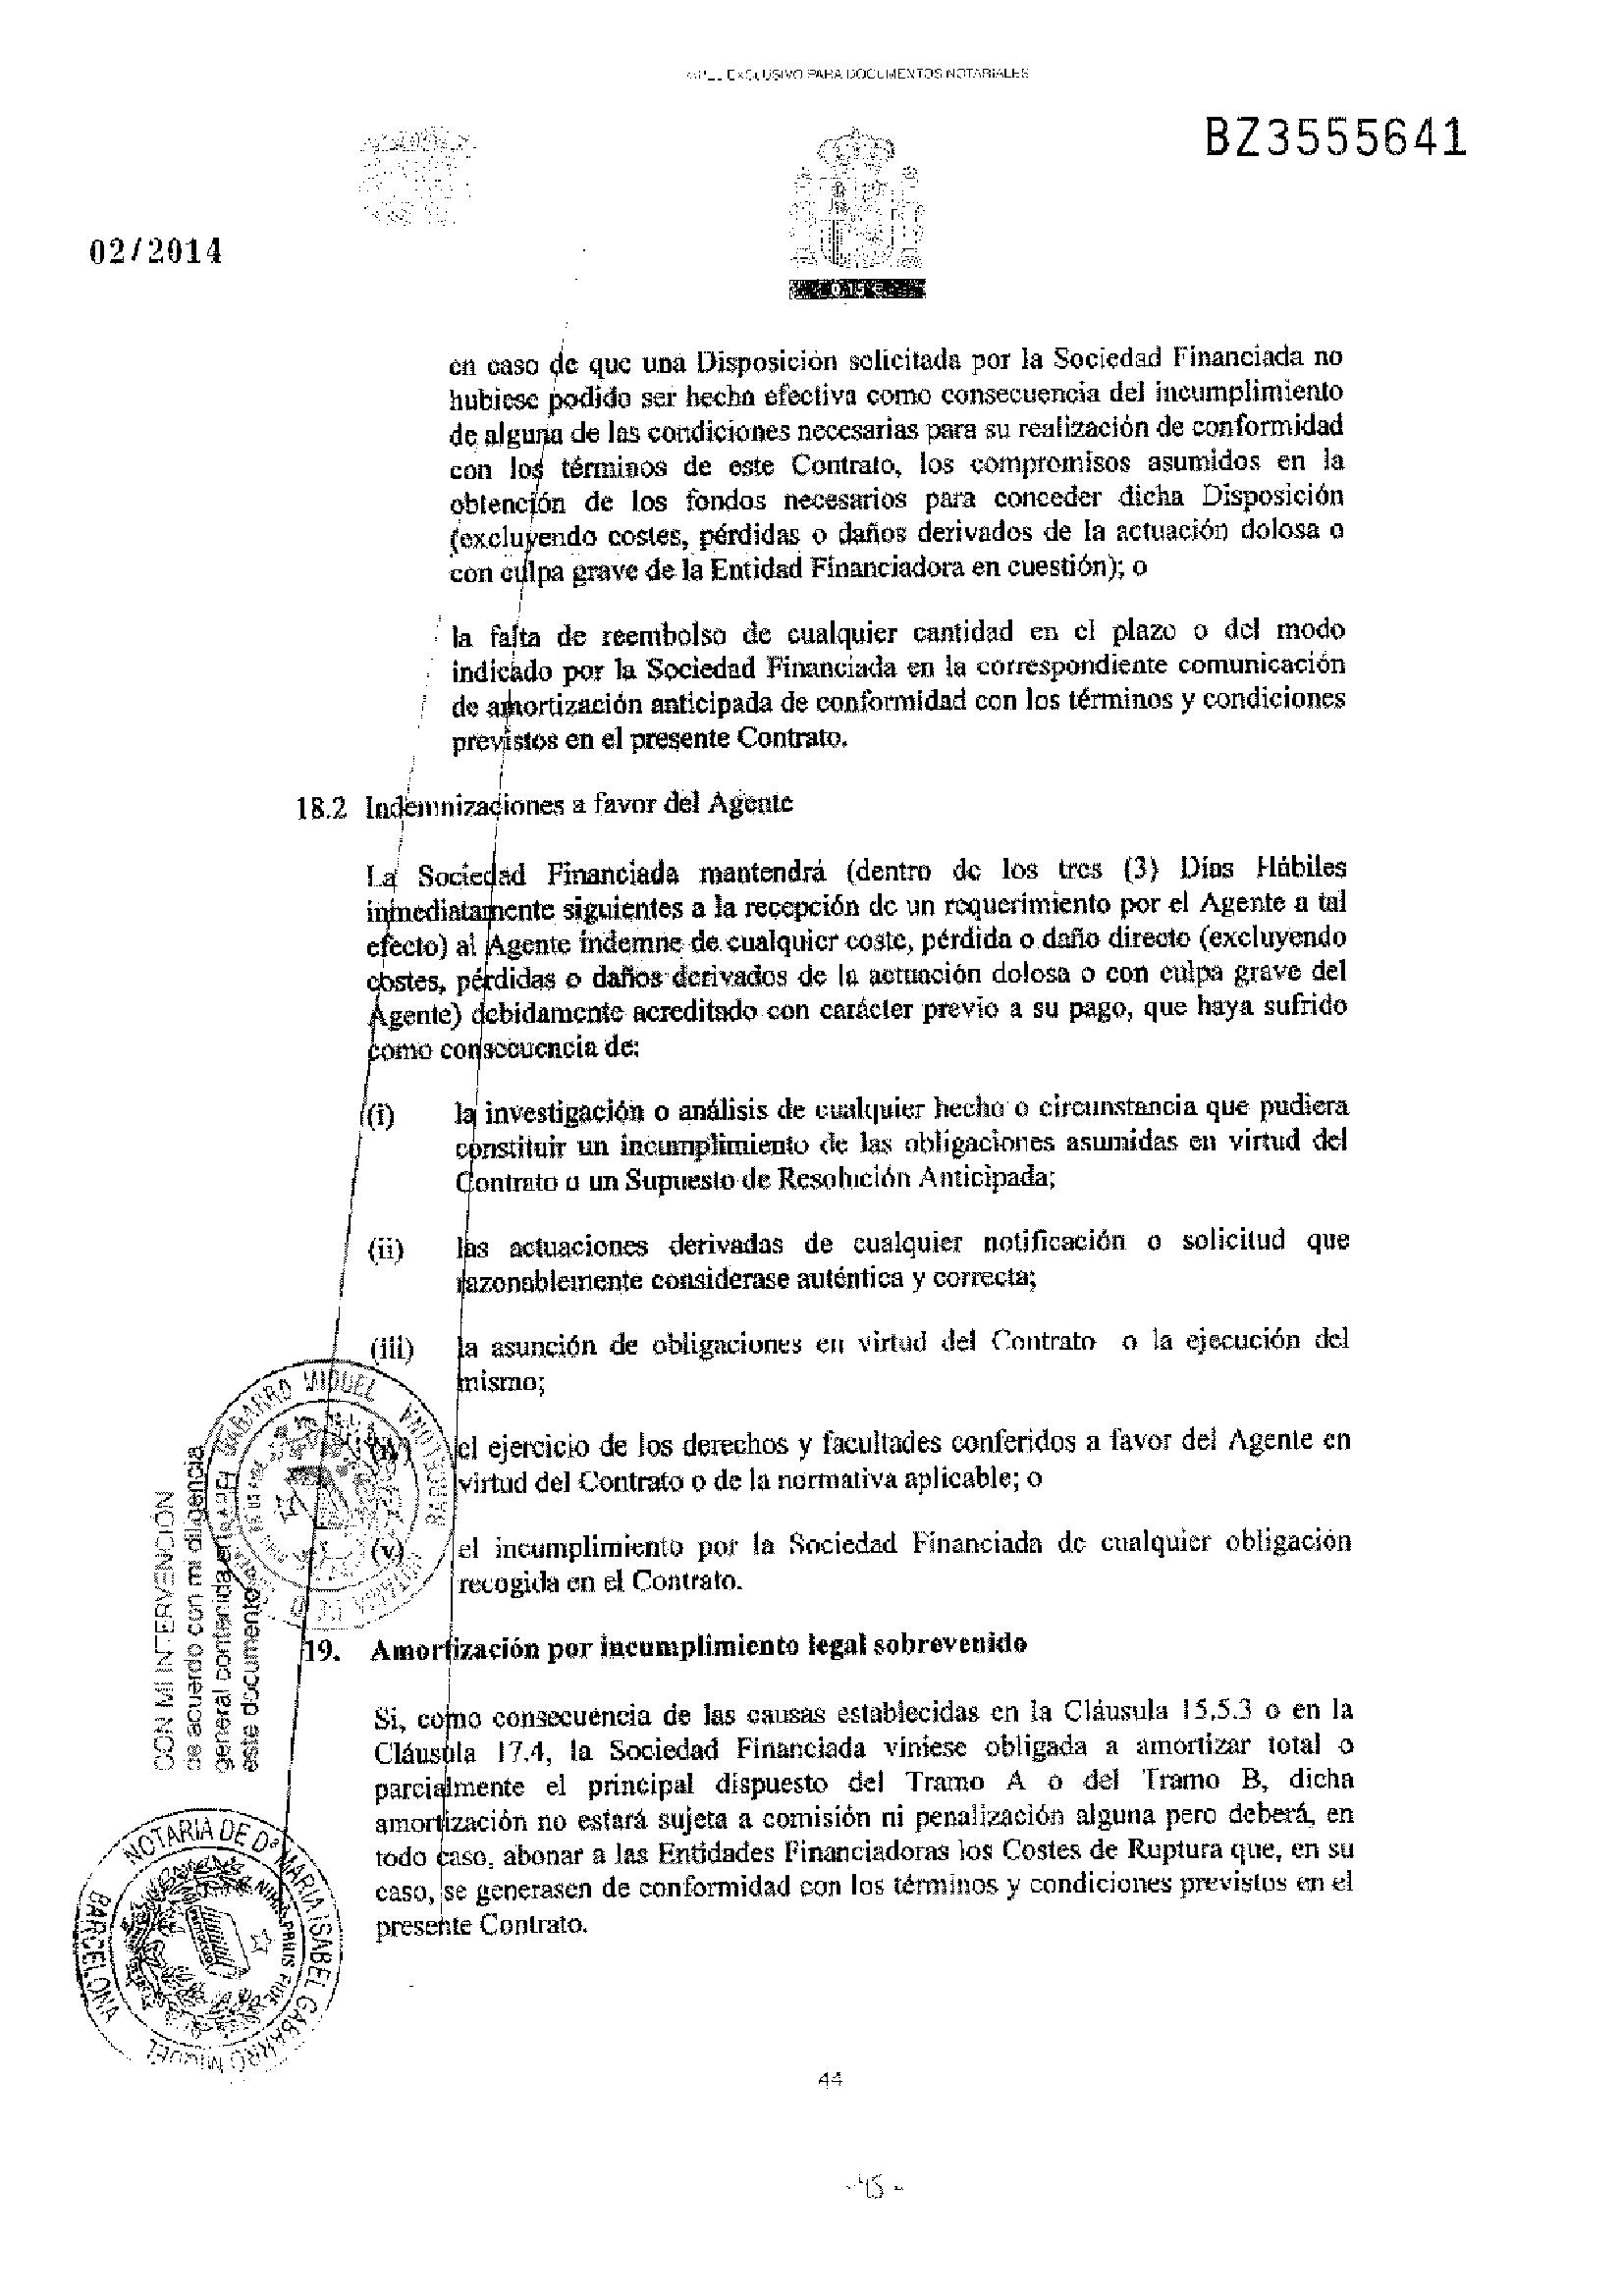 EXCLUSIVO PARA DOCUMENTOS NOTARIALES
BZ3555641
02/2014
en caso de que una Disposición solicitada por la Sociedad Financiada no
hubiese podido ser hecha efectiva como consecuencia del incumplimiento
de alguna de las condiciones necesarias para su realización de conformidad
con los términos de este Contrato, los compromisos asumidos en la
obtención de los fondos necesarios para conceder dicha Disposición
(excluyendo costes, pérdidas o daños derivados de la actuación dolosa o
con culpa grave de la Entidad Financiadora en cuestión); o
la falta de reembolso de cualquier cantidad en el plazo o del modo
indicado por la Sociedad Financiada en la correspondiente comunicación
de amortización anticipada de conformidad con los términos y condiciones
previstos en el presente Contrato.
18.2 Indemnizaciones a favor del Agente
La Sociedad Financiada mantendrá (dentro de los tres (3) Días Hábiles
inmediatamente siguientes a la recepción de un requerimiento por el Agente a tal
efecto) al Agente indemne de cualquier coste, pérdida o daño directo (excluyendo
costes, pérdidas o daños derivados de la actuación dolosa o con culpa grave del
Agente) debidamente acreditado con carácter previo a su pago, que haya sufrido
como consecuencia de:
(i) la investigación o análisis de cualquier hecho o circunstancia que pudiera
constituir un incumplimiento de las obligaciones asumidas en virtud del
Contrato o un Supuesto de Resolución Anticipada;
(ii) las actuaciones derivadas de cualquier notificación o solicitud que
razonablemente considerase auténtica y correcta;
(iii) la asunción de obligaciones en virtud del Contrato o la ejecución del
mismo;
(iv) el ejercicio de los derechos y facultades conferidos a favor del Agente en
virtud del Contrato o de la normativa aplicable; o
(v) el incumplimiento por la Sociedad Financiada de cualquier obligación
recogida en el Contrato.
19. Amortización por incumplimiento legal sobrevenido
Si, como consecuencia de las causas establecidas en la Cláusula 15.5.3 o en la
Cláusula 17.4, la Sociedad Financiada viniese obligada a amortizar total o
parcialmente el principal dispuesto del Tramo A o del Tramo B, dicha
amortización no estará sujeta a comisión ni penalización alguna pero deberá, en
todo caso, abonar a las Entidades Financiadoras los Costes de Ruptura que, en su
caso, se generasen de conformidad con los términos y condiciones previstos en el
presente Contrato.
CON MI INTERVENCIÓN
de acuerdo con mi diligencia
general contenida en
este documento
GABARRO MIQUEL
BARCELONA
NOTARIA DE Dª MARIA ISABEL GABARRO MIQUEL
BARCELONA
44
- 45 -